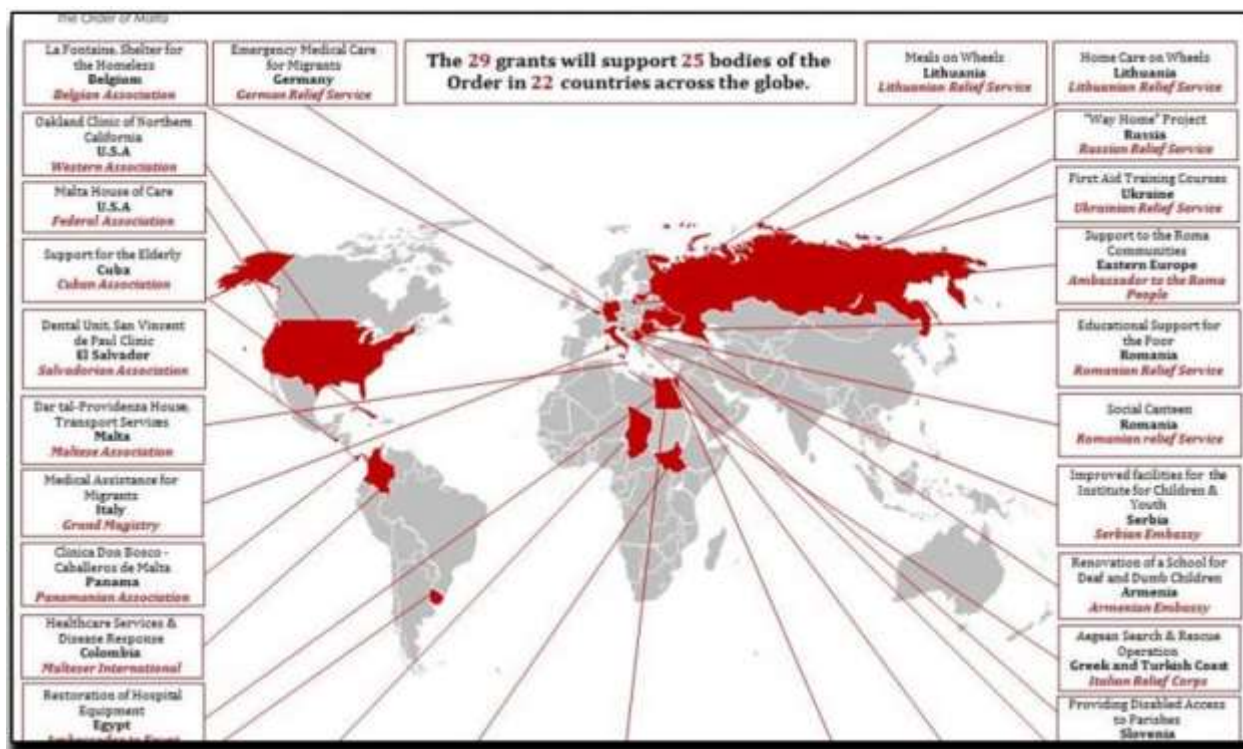 The Order of Malta
La Fontaine, Shelter for
the Homeless
Belgium
Belgian Association
Emergency Medical Care
for Migrants
Germany
German Relief Service
The 29 grants will support 25 bodies of the
Order in 22 countries across the globe.
Meals on Wheels
Lithuania
Lithuanian Relief Service
Home Care on Wheels
Lithuania
Lithuanian Relief Service
Oakland Clinic of Northern
California
U.S.A
Western Association
Malta House of Care
U.S.A
Federal Association
Support for the Elderly
Cuba
Cuban Association
Dental Unit, San Vincent
de Paul Clinic
El Salvador
Salvadorian Association
Dar tal-Providenza House,
Transport Services
Malta
Maltese Association
Medical Assistance for
Migrants
Italy
Grand Magistry
Clinica Don Bosco -
Caballeros de Malta
Panama
Panamanian Association
Healthcare Services &
Disease Response
Colombia
Malteser International
Restoration of Hospital
Equipment
Egypt
Ambassador to Egypt
"Way Home" Project
Russia
Russian Relief Service
First Aid Training Courses
Ukraine
Ukrainian Relief Service
Support to the Roma
Communities
Eastern Europe
Ambassador to the Roma
People
Educational Support for
the Poor
Romania
Romanian Relief Service
Social Canteen
Romania
Romanian relief Service
Improved facilities for the
Institute for Children &
Youth
Serbia
Serbian Embassy
Renovation of a School for
Deaf and Dumb Children
Armenia
Armenian Embassy
Aegean Search & Rescue
Operation
Greek and Turkish Coast
Italian Relief Corps
Providing Disabled Access
to Parishes
Slovenia